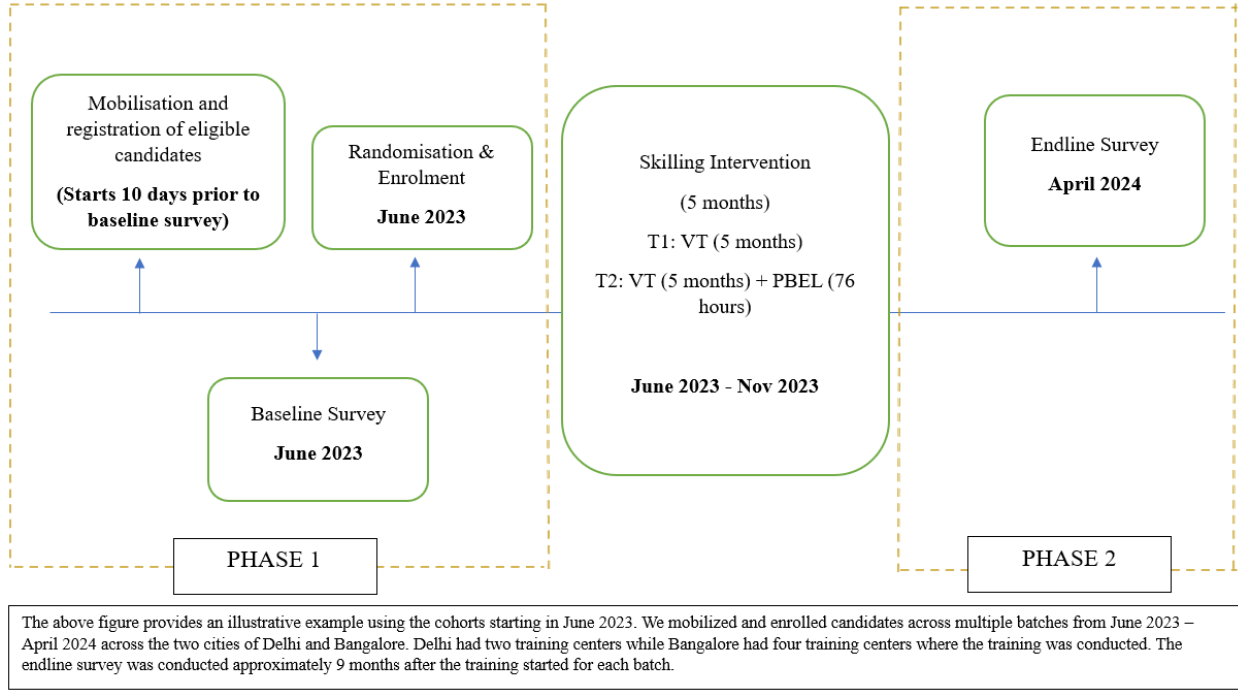 Mobilisation and
registration of eligible
candidates
(Starts 10 days prior to
baseline survey)
Randomisation &
Enrolment
June 2023
Baseline Survey
June 2023
PHASE 1
Skilling Intervention
(5 months)
T1: VT (5 months)
T2: VT (5 months) + PBEL (76
hours)
June 2023 - Nov 2023
Endline Survey
April 2024
PHASE 2
The above figure provides an illustrative example using the cohorts starting in June 2023. We mobilized and enrolled candidates across multiple batches from June 2023 –
April 2024 across the two cities of Delhi and Bangalore. Delhi had two training centers while Bangalore had four training centers where the training was conducted. The
endline survey was conducted approximately 9 months after the training started for each batch.